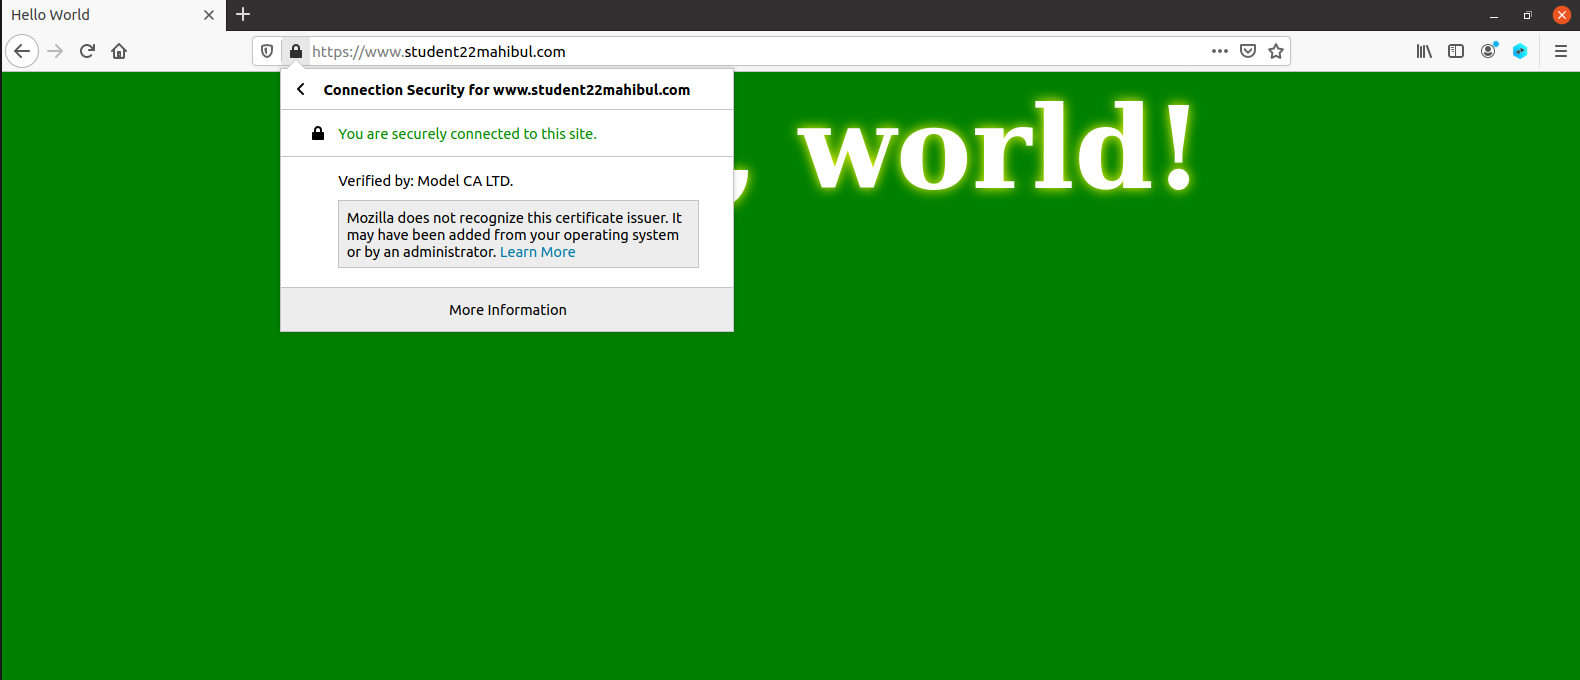 Hello World
https://www.student22mahibul.com
Connection Security for www.student22mahibul.com
You are securely connected to this site.
, world!
Verified by: Model CA LTD.
Mozilla does not recognize this certificate issuer. It
may have been added from your operating system
or by an administrator. Learn More
More Information